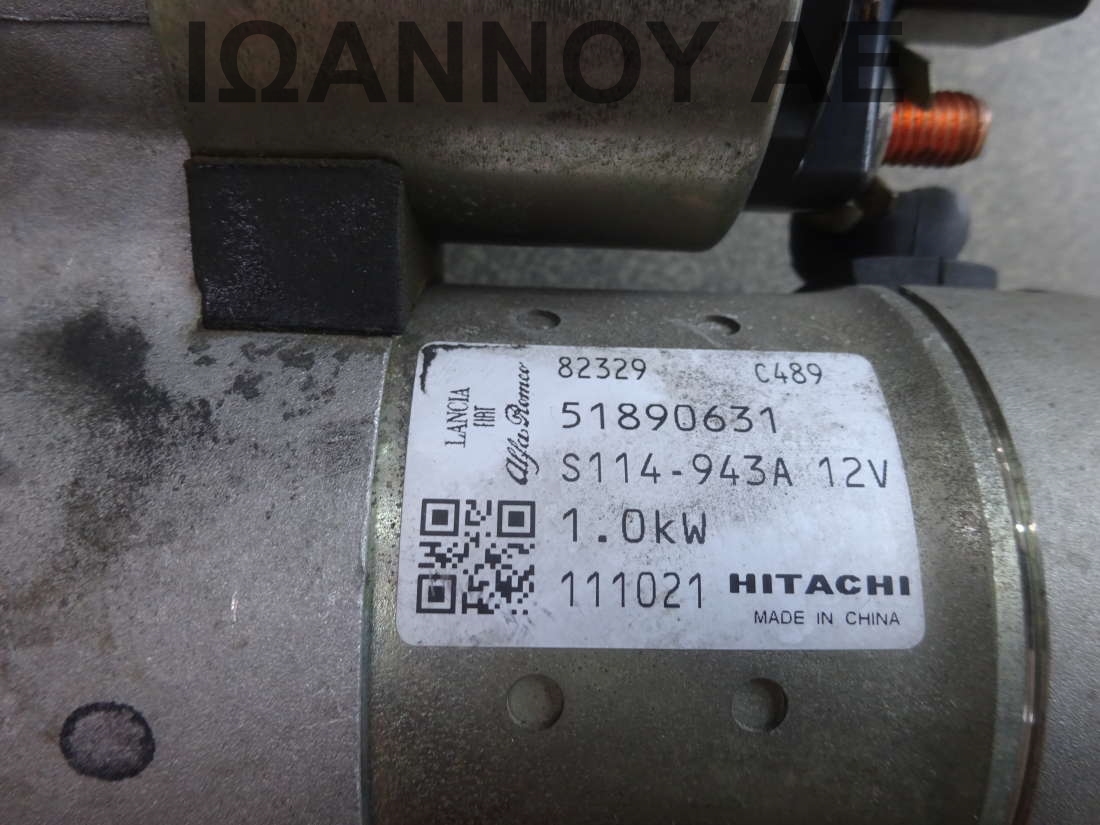 ΙΩΑΝΝΟΥ ΑΕ
82329 C489
LANCIA
FIAT
Alfa Romeo
51890631
S114-943A 12V
1.0kW
111021 HITACHI
MADE IN CHINA